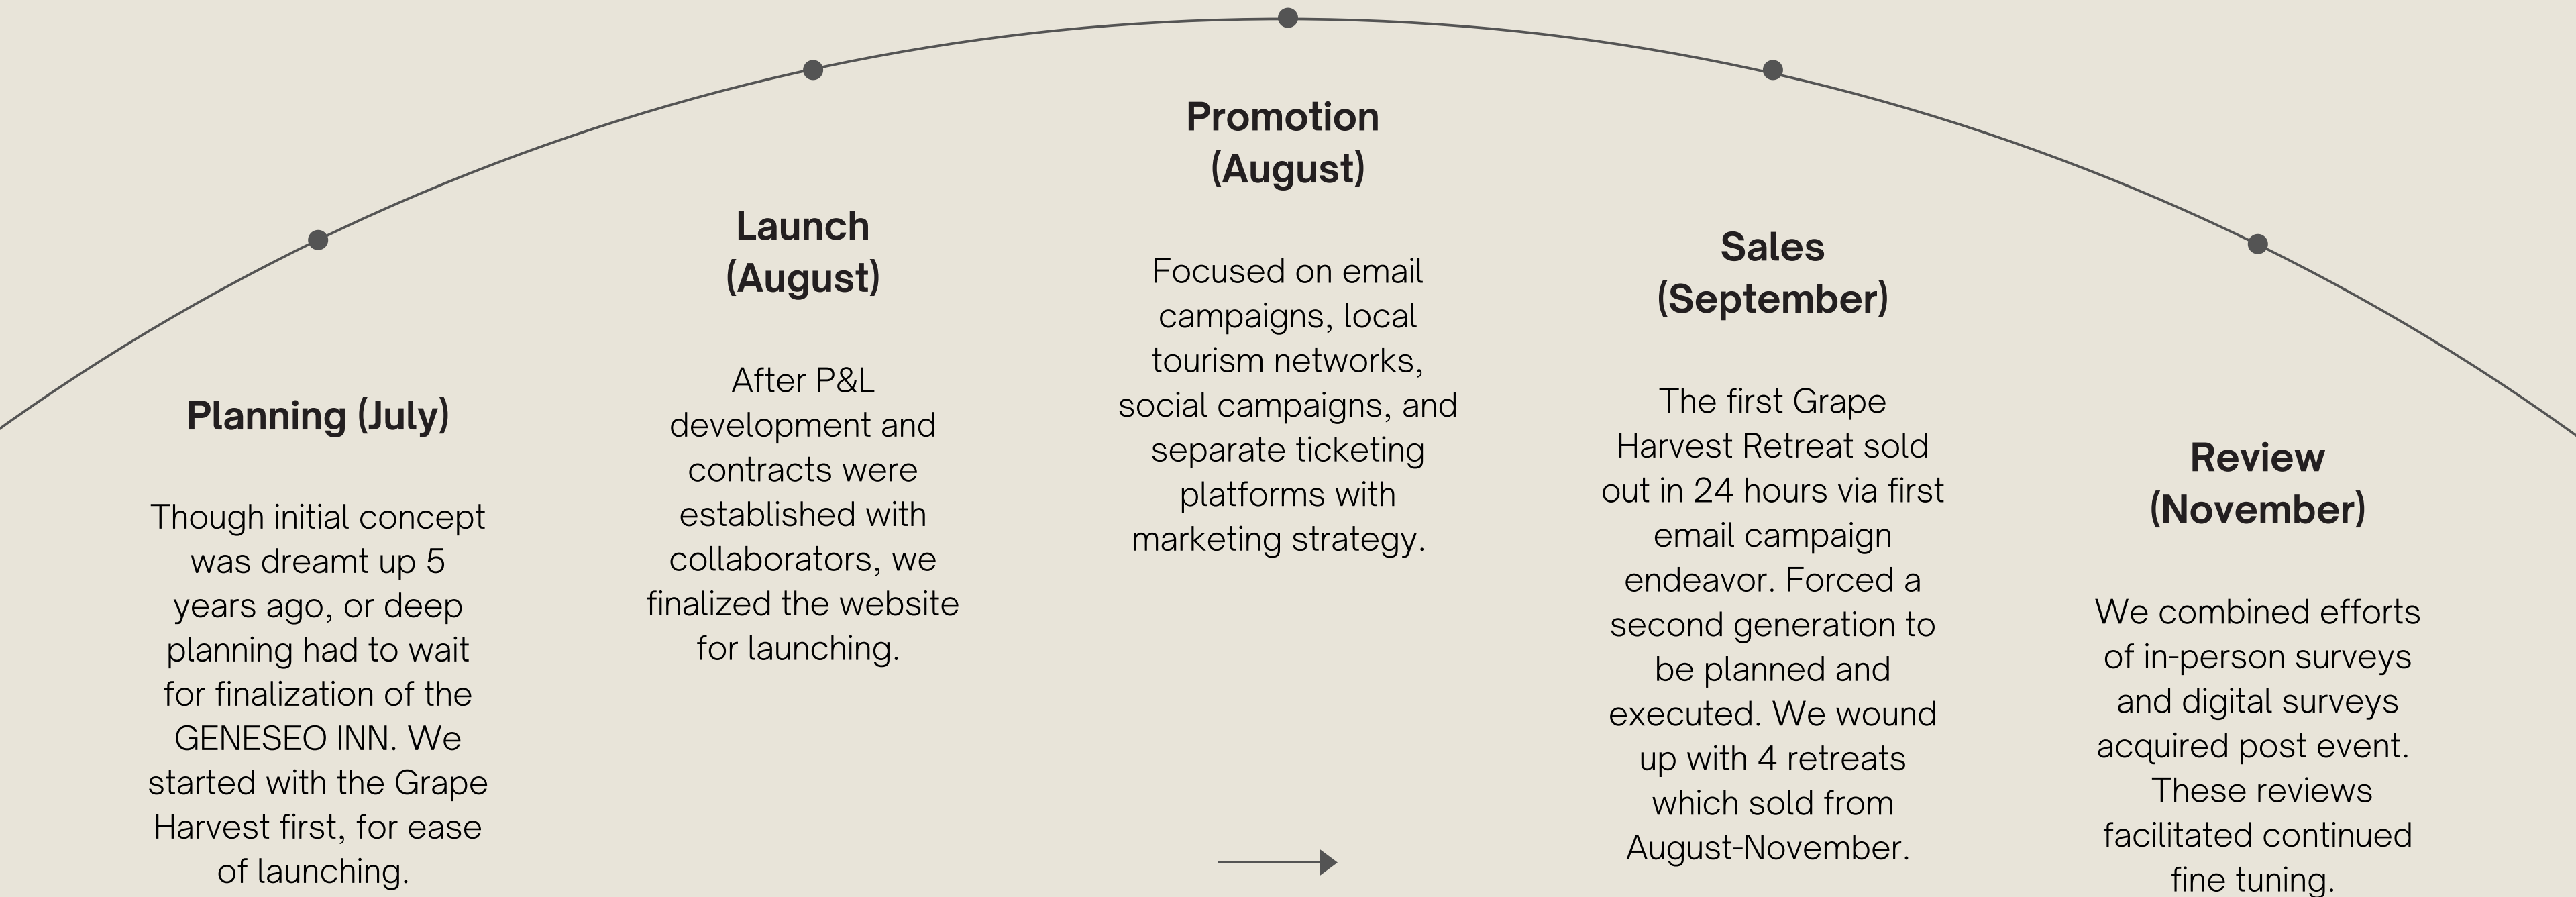 Planning (July)
Though initial concept
was dreamt up 5
years ago, or deep
planning had to wait
for finalization of the
GENESEO INN. We
started with the Grape
Harvest first, for ease
of launching.
Launch
(August)
After P&L
development and
contracts were
established with
collaborators, we
finalized the website
for launching.
Promotion
(August)
Focused on email
campaigns, local
tourism networks,
social campaigns, and
separate ticketing
platforms with
marketing strategy.
Sales
(September)
The first Grape
Harvest Retreat sold
out in 24 hours via first
email campaign
endeavor. Forced a
second generation to
be planned and
executed. We wound
up with 4 retreats
which sold from
August-November.
Review
(November)
We combined efforts
of in-person surveys
and digital surveys
acquired post event.
These reviews
facilitated continued
fine tuning.